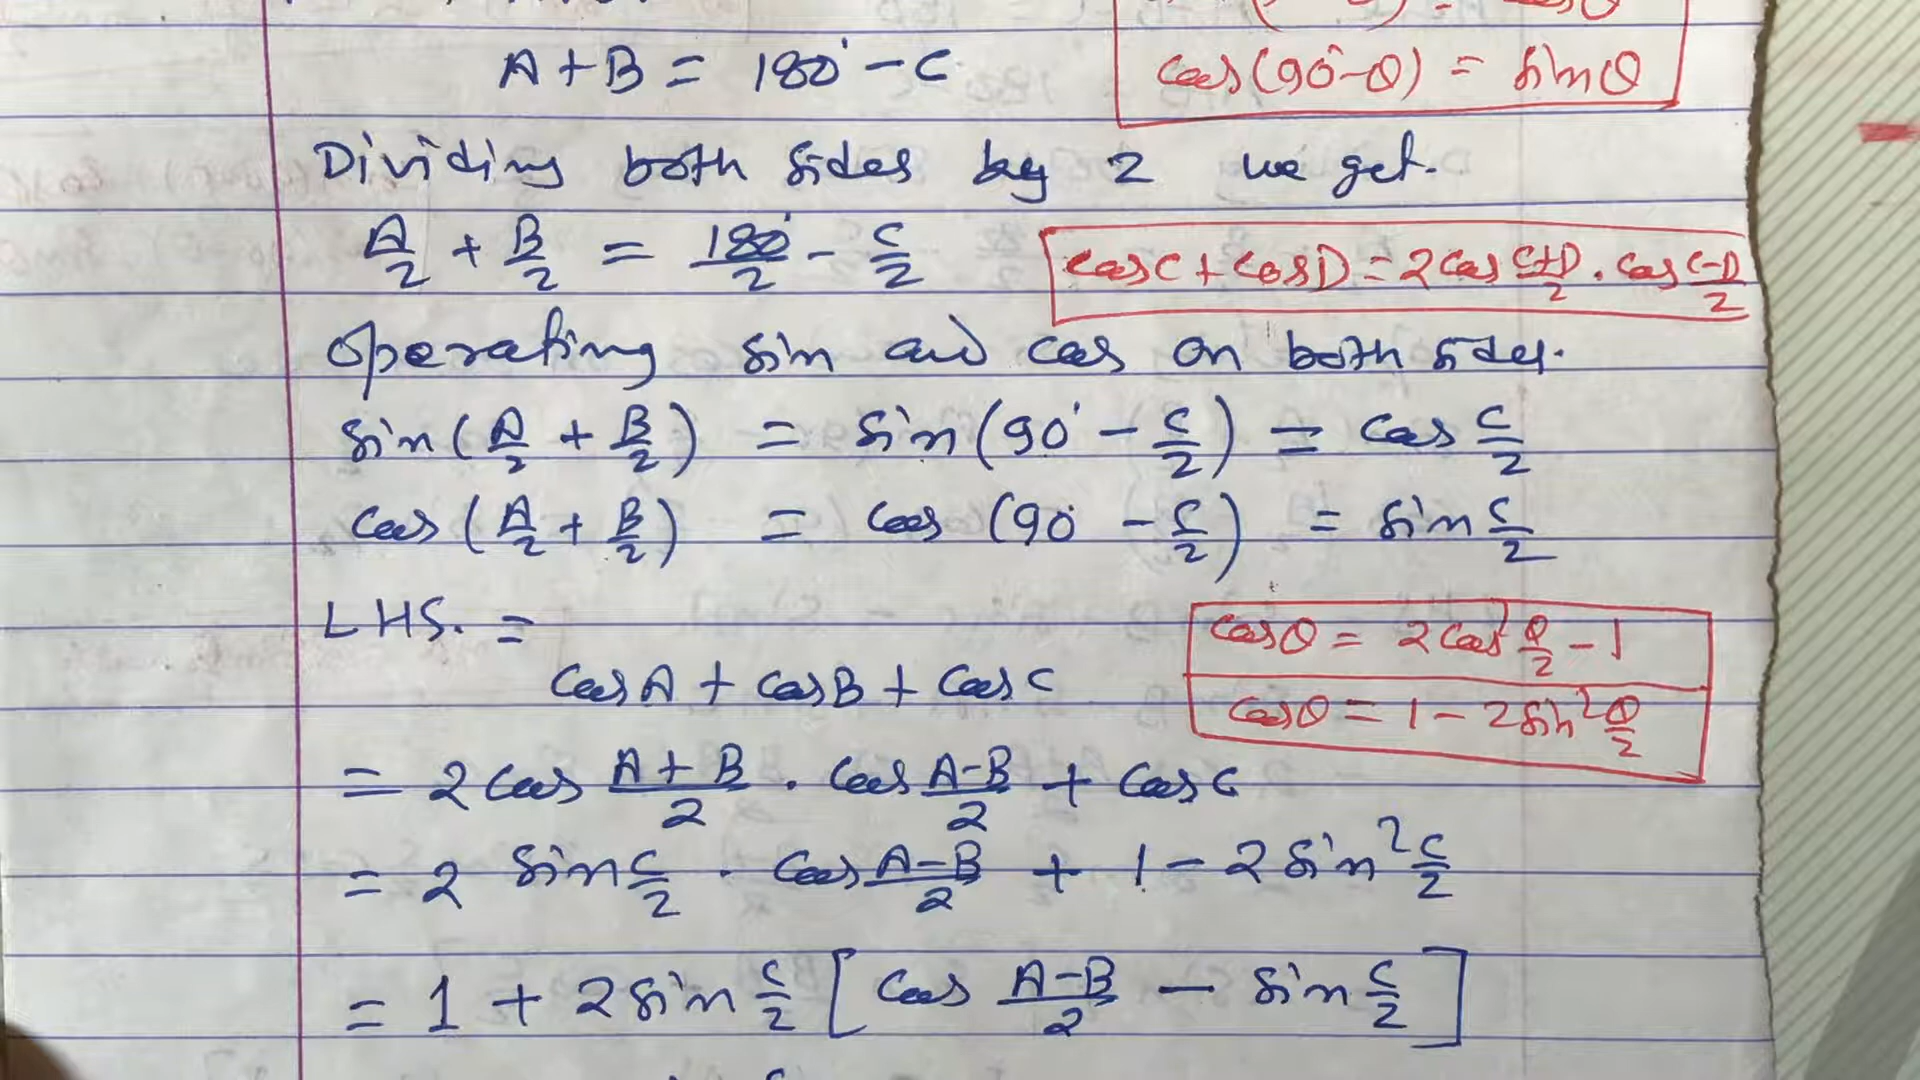 A + B = 180° - C
cos(90°-θ) = sinθ
Dividing both sides by 2 we get.
A/2 + B/2 = 180°/2 - C/2
cosC + cosD = 2cos C+D/2 . cos C-D/2
Operating sin and cos on both sides.
sin(A/2 + B/2) = sin(90° - C/2) = cos C/2
cos(A/2 + B/2) = cos(90 - C/2) = sin C/2
LHS. =
cosθ = 2cos² θ/2 - 1
cosA + cosB + cosC
cosθ = 1 - 2sin² θ/2
= 2cos A+B/2 . cos A-B/2 + cosC
= 2 sin C/2 . cos A-B/2 + 1 - 2sin² C/2
= 1 + 2sin C/2 [cos A-B/2 - sin C/2]